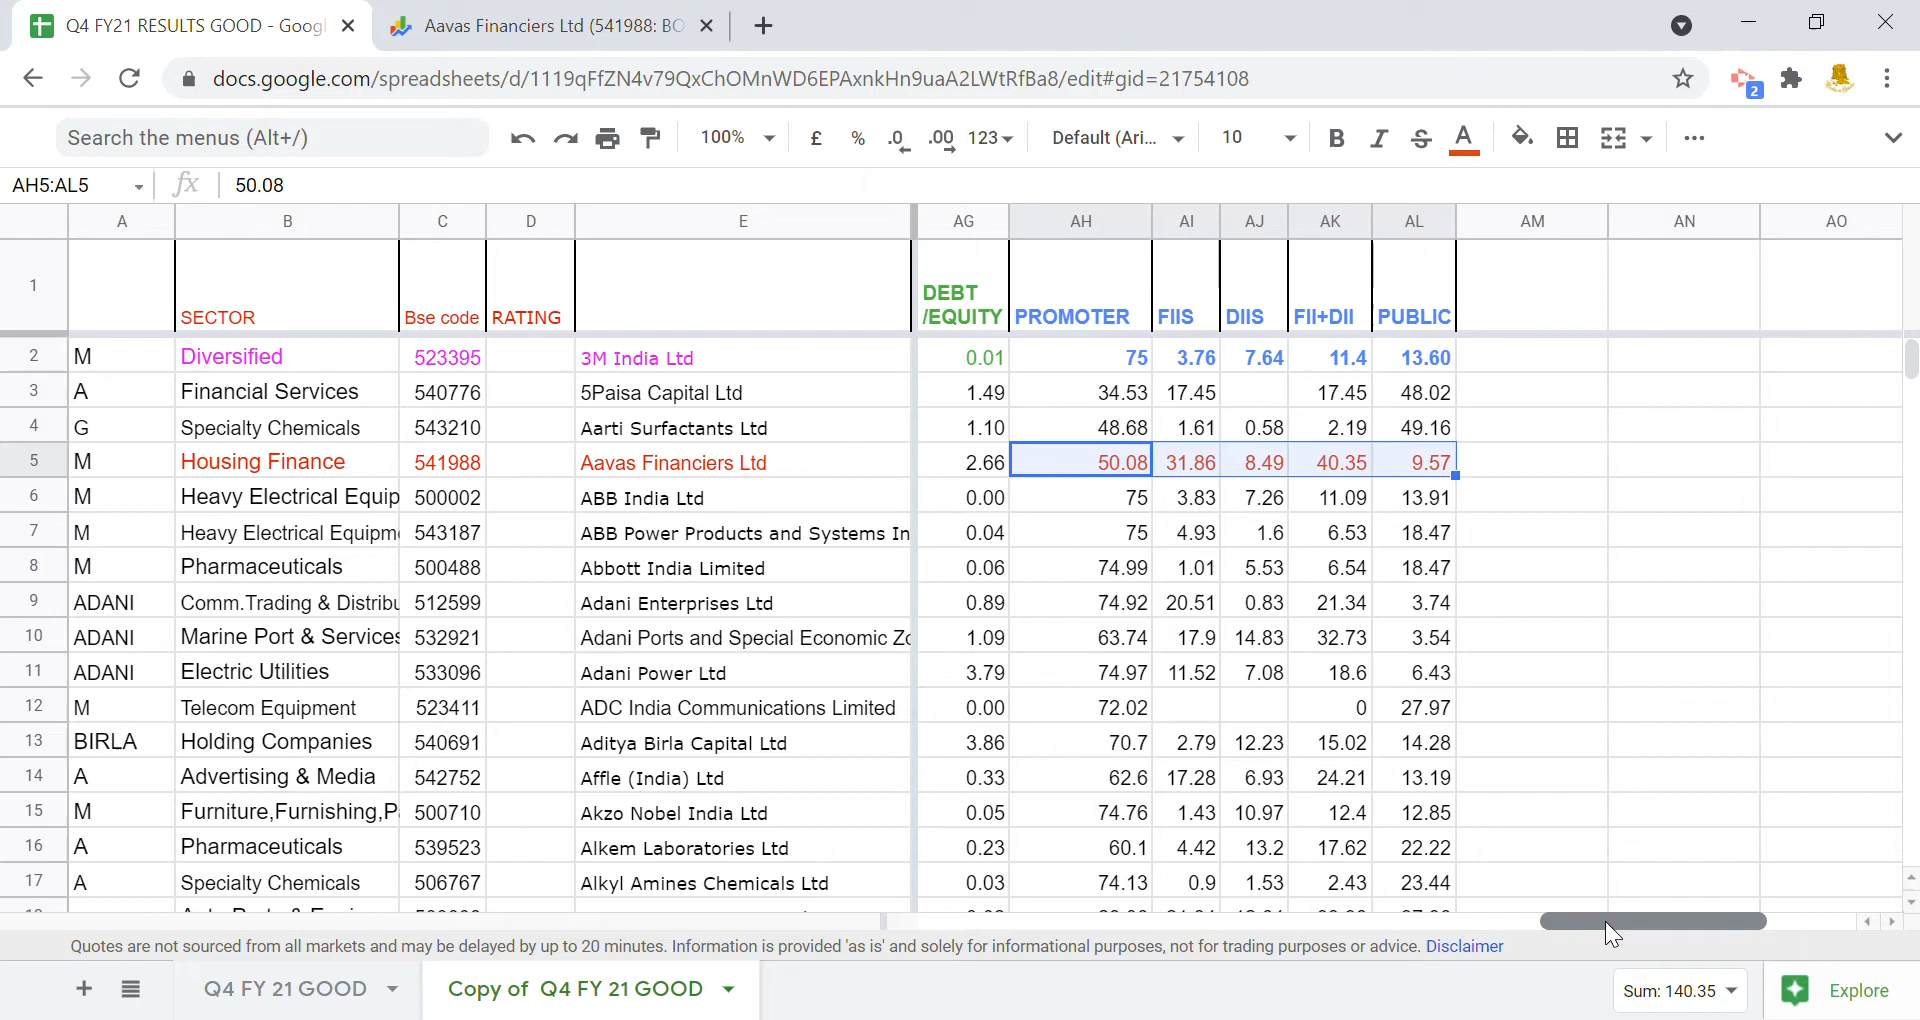 Q4 FY21 RESULTS GOOD - Googl
Aavas Financiers Ltd (541988: BO
docs.google.com/spreadsheets/d/1119qFfZN4v79QxChOMnWD6EPAxnkHn9uaA2LWtRfBa8/edit#gid=21754108
2
Search the menus (Alt+/) 100% £ % .0 .00 123 Default (Ari... 10 B I S A
AH5:AL5 fx 50.08
A B C D E AG AH AI AJ AK AL AM AN AO
1 SECTOR Bse code RATING DEBT /EQUITY PROMOTER FIIS DIIS FII+DII PUBLIC
2 M Diversified 523395 3M India Ltd 0.01 75 3.76 7.64 11.4 13.60
3 A Financial Services 540776 5Paisa Capital Ltd 1.49 34.53 17.45 17.45 48.02
4 G Specialty Chemicals 543210 Aarti Surfactants Ltd 1.10 48.68 1.61 0.58 2.19 49.16
5 M Housing Finance 541988 Aavas Financiers Ltd 2.66 50.08 31.86 8.49 40.35 9.57
6 M Heavy Electrical Equip 500002 ABB India Ltd 0.00 75 3.83 7.26 11.09 13.91
7 M Heavy Electrical Equipm 543187 ABB Power Products and Systems In 0.04 75 4.93 1.6 6.53 18.47
8 M Pharmaceuticals 500488 Abbott India Limited 0.06 74.99 1.01 5.53 6.54 18.47
9 ADANI Comm.Trading & Distribu 512599 Adani Enterprises Ltd 0.89 74.92 20.51 0.83 21.34 3.74
10 ADANI Marine Port & Services 532921 Adani Ports and Special Economic Zo 1.09 63.74 17.9 14.83 32.73 3.54
11 ADANI Electric Utilities 533096 Adani Power Ltd 3.79 74.97 11.52 7.08 18.6 6.43
12 M Telecom Equipment 523411 ADC India Communications Limited 0.00 72.02 0 27.97
13 BIRLA Holding Companies 540691 Aditya Birla Capital Ltd 3.86 70.7 2.79 12.23 15.02 14.28
14 A Advertising & Media 542752 Affle (India) Ltd 0.33 62.6 17.28 6.93 24.21 13.19
15 M Furniture,Furnishing,P 500710 Akzo Nobel India Ltd 0.05 74.76 1.43 10.97 12.4 12.85
16 A Pharmaceuticals 539523 Alkem Laboratories Ltd 0.23 60.1 4.42 13.2 17.62 22.22
17 A Specialty Chemicals 506767 Alkyl Amines Chemicals Ltd 0.03 74.13 0.9 1.53 2.43 23.44
Quotes are not sourced from all markets and may be delayed by up to 20 minutes. Information is provided 'as is' and solely for informational purposes, not for trading purposes or advice. Disclaimer
Q4 FY 21 GOOD Copy of Q4 FY 21 GOOD Sum: 140.35 Explore